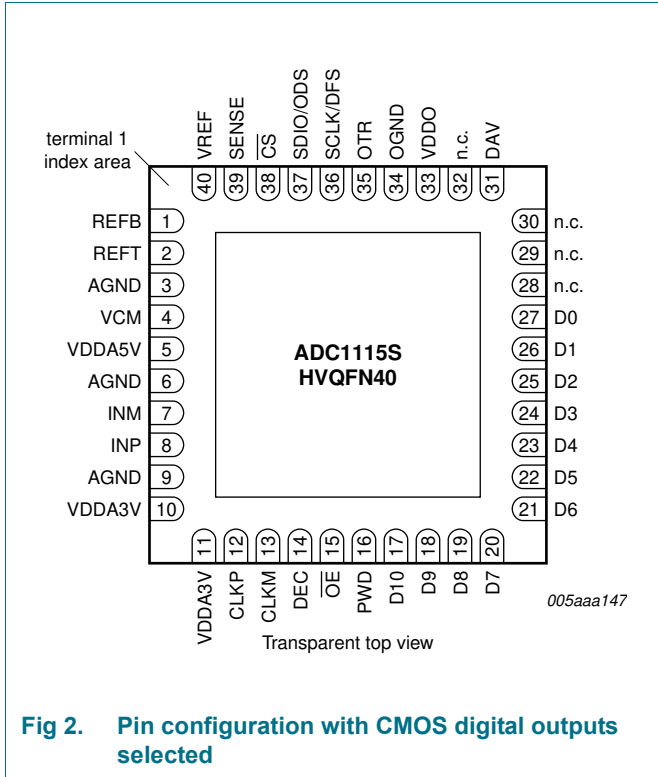 terminal 1
index area
VREF
SENSE
CS
SDIO/ODS
SCLK/DFS
OTR
OGND
VDDO
n.c.
DAV
40
39
38
37
36
35
34
33
32
31
REFB 1
REFT 2
AGND 3
VCM 4
VDDA5V 5
AGND 6
INM 7
INP 8
AGND 9
VDDA3V 10
ADC1115S
HVQFN40
30 n.c.
29 n.c.
28 n.c.
27 D0
26 D1
25 D2
24 D3
23 D4
22 D5
21 D6
11
12
13
14
15
16
17
18
19
20
VDDA3V
CLKP
CLKM
DEC
OE
PWD
D10
D9
D8
D7
005aaa147
Transparent top view
Fig 2. Pin configuration with CMOS digital outputs
selected